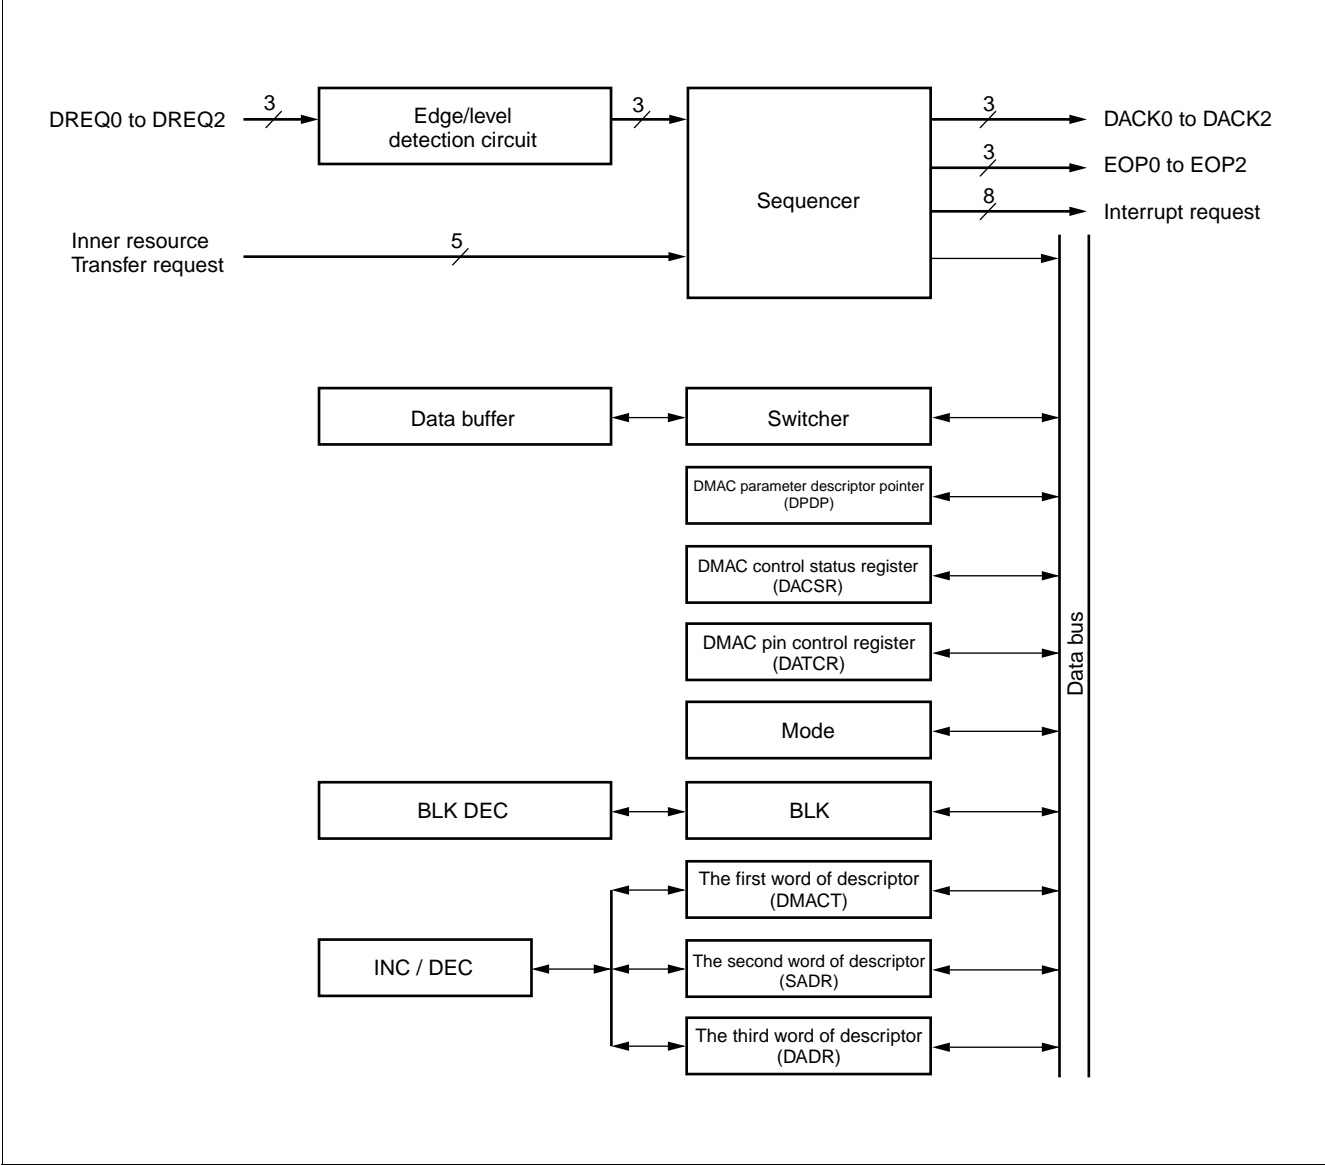 DREQ0 to DREQ2
3
Edge/level
detection circuit
3
Sequencer
3
DACK0 to DACK2
3
EOP0 to EOP2
8
Interrupt request
Inner resource
Transfer request
5
Data buffer
Switcher
DMAC parameter descriptor pointer
(DPDP)
DMAC control status register
(DACSR)
DMAC pin control register
(DATCR)
Data bus
Mode
BLK DEC
BLK
The first word of descriptor
(DMACT)
INC / DEC
The second word of descriptor
(SADR)
The third word of descriptor
(DADR)